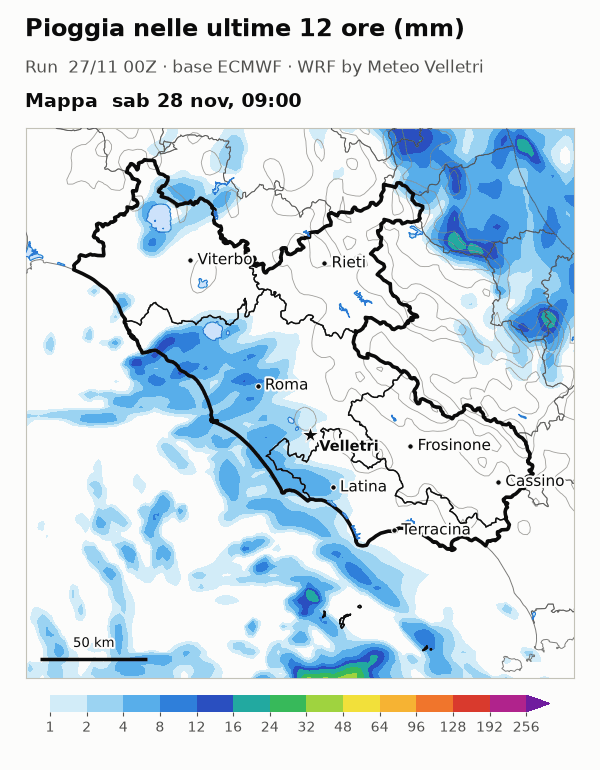 Pioggia nelle ultime 12 ore (mm)
Run  27/11 00Z · base ECMWF · WRF by Meteo Velletri
Mappa  sab 28 nov, 09:00
Viterbo
Rieti
Roma
Velletri
Frosinone
Latina
Cassino
Terracina
50 km
1 2 4 8 12 16 24 32 48 64 96 128 192 256